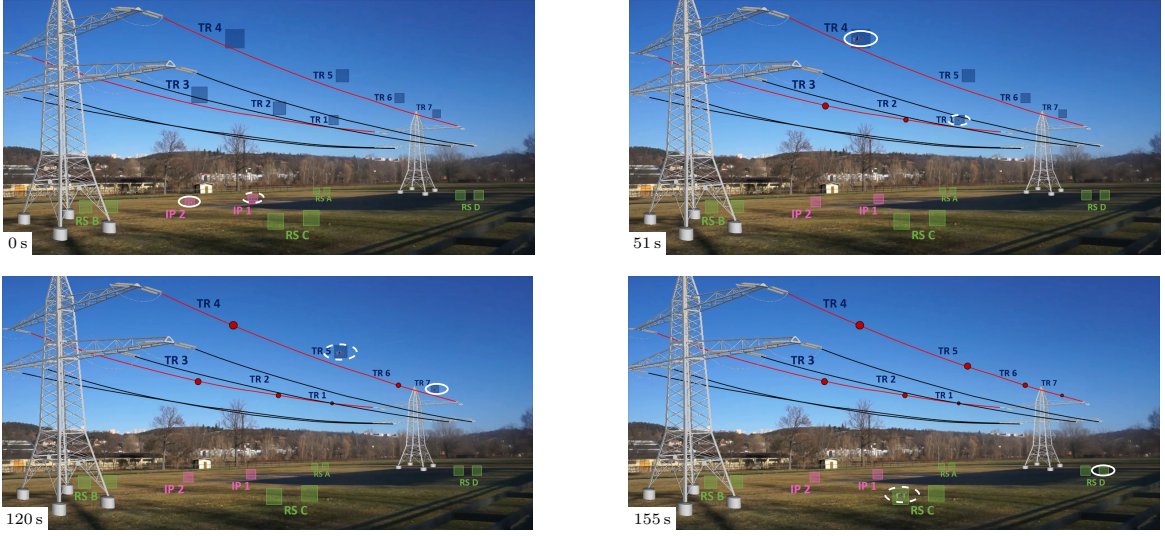 TR 4
TR 5
TR 3
TR 6
TR 2
TR 7
TR 1
RS A
RS B
IP 2
IP 1
RS D
RS C
0 s
TR 4
TR 5
TR 3
TR 6
TR 2
TR 7
TR 1
RS A
RS B
IP 2
IP 1
RS D
RS C
51 s
TR 4
TR 5
TR 3
TR 6
TR 2
TR 7
TR 1
RS A
RS B
IP 2
IP 1
RS D
RS C
120 s
TR 4
TR 5
TR 3
TR 6
TR 2
TR 7
TR 1
RS A
RS B
IP 2
IP 1
RS D
RS C
155 s